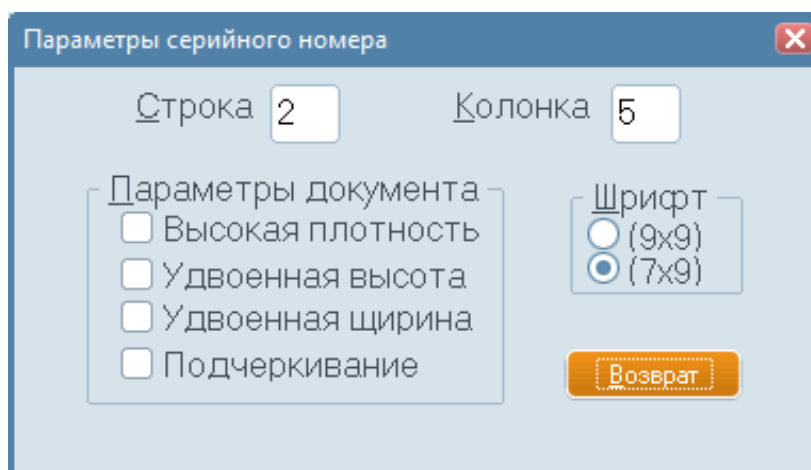 Параметры серийного номера
Строка 2 Колонка 5
Параметры документа
Высокая плотность
Удвоенная высота
Удвоенная щирина
Подчеркивание
Шрифт
(9x9)
(7x9)
Возврат